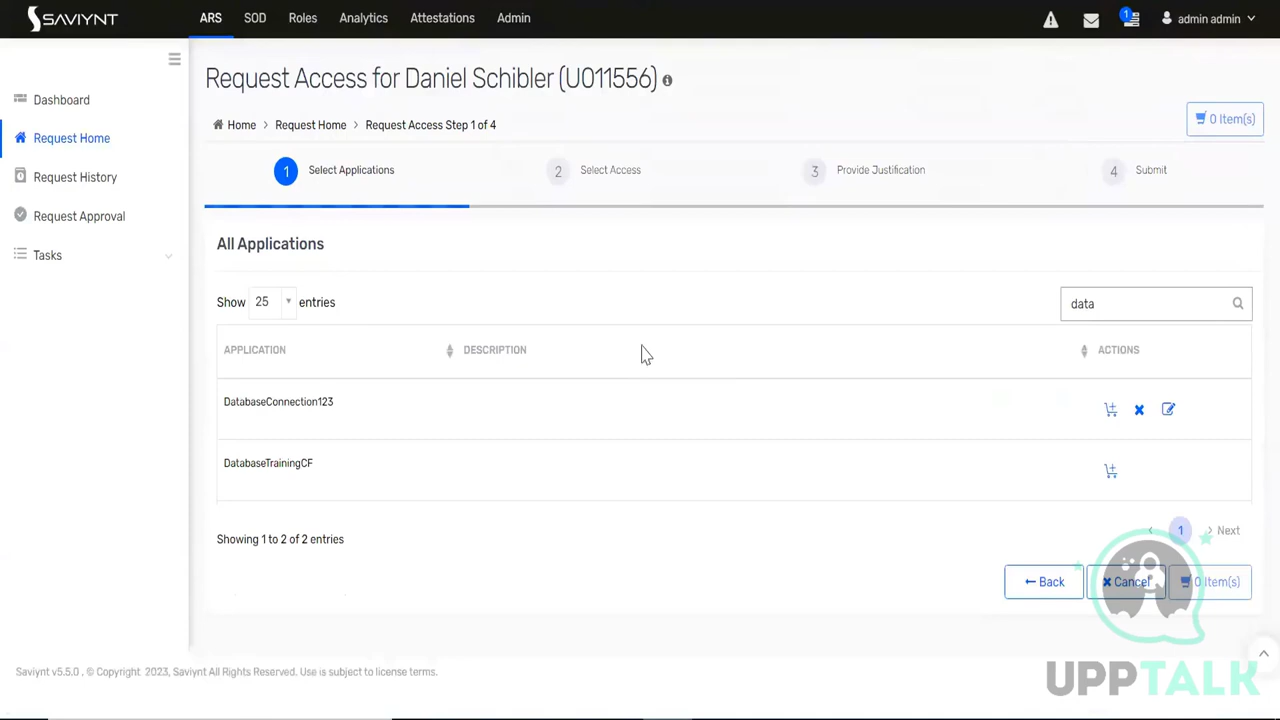 SAVIYNT ARS SOD Roles Analytics Attestations Admin 1 admin admin
Request Access for Daniel Schibler (U011556)
Dashboard
Request Home
Request History
Request Approval
Tasks
Home > Request Home > Request Access Step 1 of 4
0 Item(s)
1 Select Applications 2 Select Access 3 Provide Justification 4 Submit
All Applications
Show 25 entries data
APPLICATION DESCRIPTION ACTIONS
DatabaseConnection123
DatabaseTrainingCF
Showing 1 to 2 of 2 entries
1 Next
Back Cancel 0 Item(s)
Saviynt v5.5.0 , © Copyright 2023, Saviynt All Rights Reserved. Use is subject to license terms.
UPPTALK